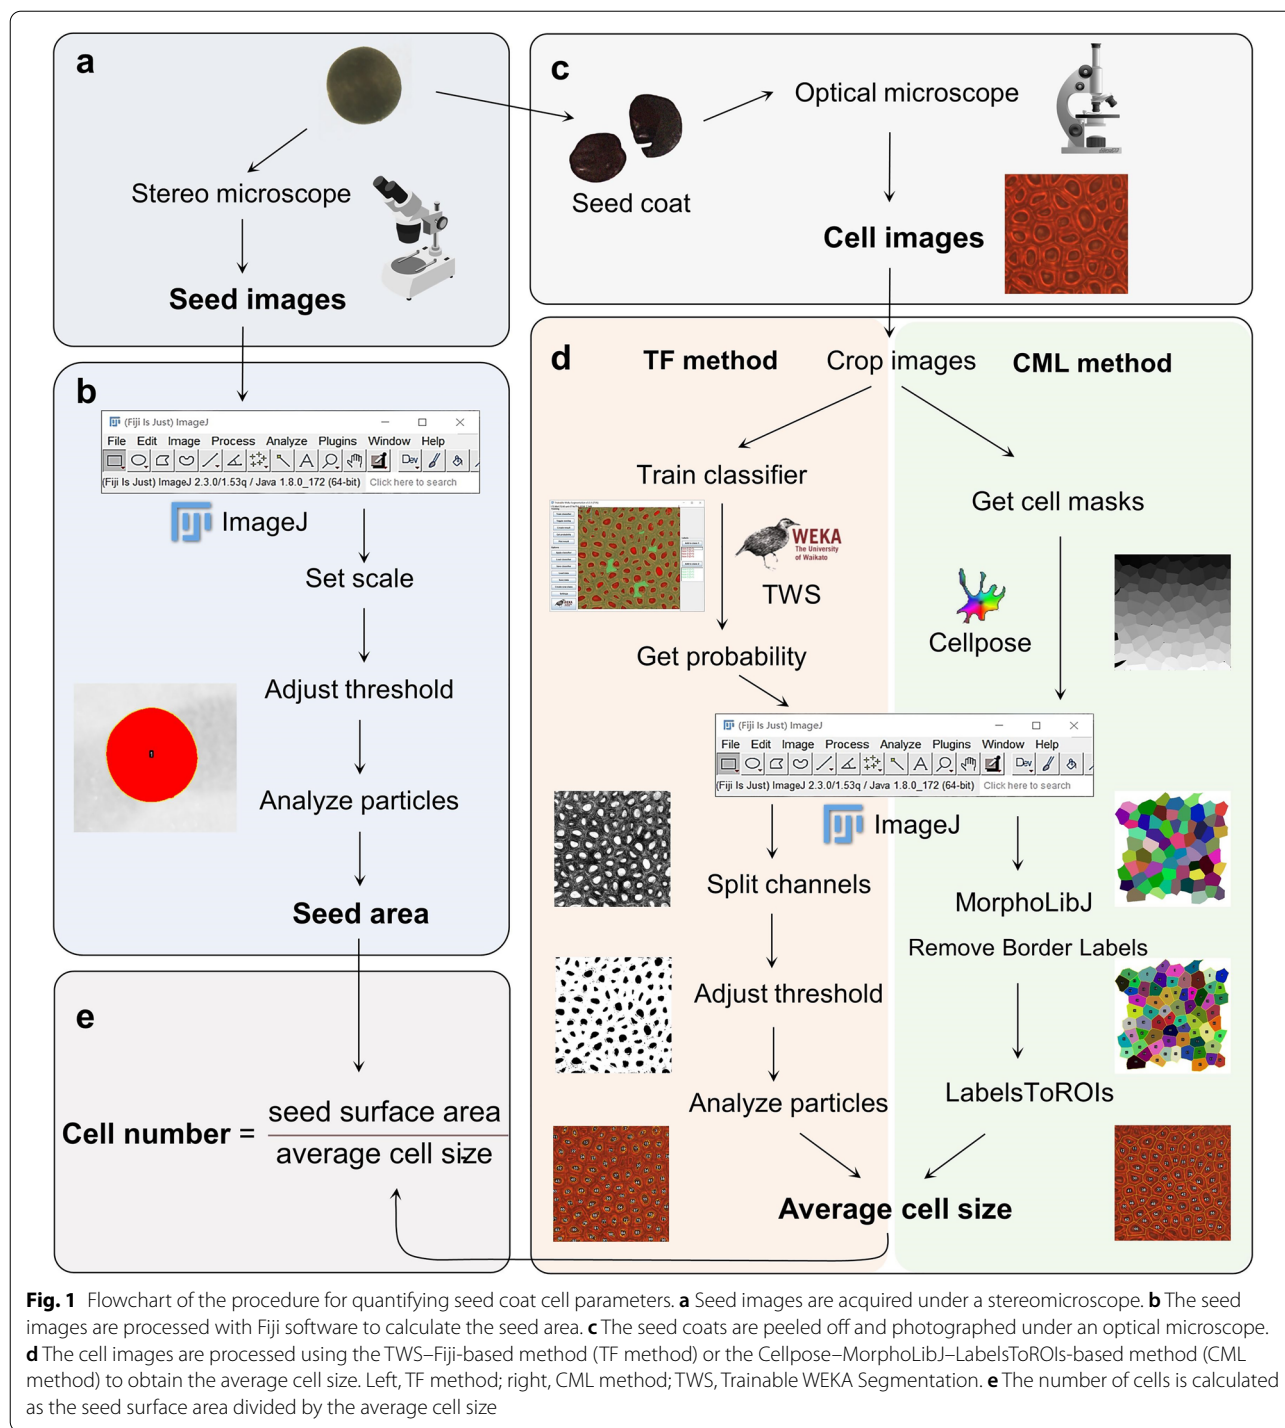 a
Stereo microscope
Seed images
c
Optical microscope
Seed coat
Cell images
b
(Fiji Is Just) ImageJ
File Edit Image Process Analyze Plugins Window Help
Dev
(Fiji Is Just) ImageJ 2.3.0/1.53q / Java 1.8.0_172 (64-bit) Click here to search
ImageJ
Set scale
Adjust threshold
1
Analyze particles
Seed area
d
TF method
Crop images
CML method
Train classifier
WEKA
The University
of Waikato
TWS
Get probability
Get cell masks
Cellpose
(Fiji Is Just) ImageJ
File Edit Image Process Analyze Plugins Window Help
Dev
(Fiji Is Just) ImageJ 2.3.0/1.53q / Java 1.8.0_172 (64-bit) Click here to search
ImageJ
Split channels
Adjust threshold
Analyze particles
MorphoLibJ
Remove Border Labels
LabelsToROIs
Average cell size
e
Cell number = seed surface area
average cell size
Fig. 1 Flowchart of the procedure for quantifying seed coat cell parameters. a Seed images are acquired under a stereomicroscope. b The seed
images are processed with Fiji software to calculate the seed area. c The seed coats are peeled off and photographed under an optical microscope.
d The cell images are processed using the TWS–Fiji-based method (TF method) or the Cellpose–MorphoLibJ–LabelsToROIs-based method (CML
method) to obtain the average cell size. Left, TF method; right, CML method; TWS, Trainable WEKA Segmentation. e The number of cells is calculated
as the seed surface area divided by the average cell size